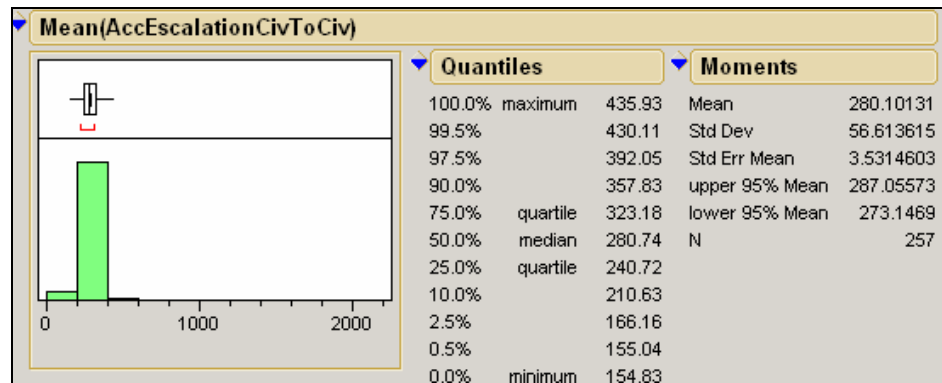 Mean(AccEscalationCivToCiv)
0 1000 2000
Quantiles
100.0% maximum 435.93
99.5% 430.11
97.5% 392.05
90.0% 357.83
75.0% quartile 323.18
50.0% median 280.74
25.0% quartile 240.72
10.0% 210.63
2.5% 166.16
0.5% 155.04
0.0% minimum 154.83
Moments
Mean 280.10131
Std Dev 56.613615
Std Err Mean 3.5314603
upper 95% Mean 287.05573
lower 95% Mean 273.1469
N 257